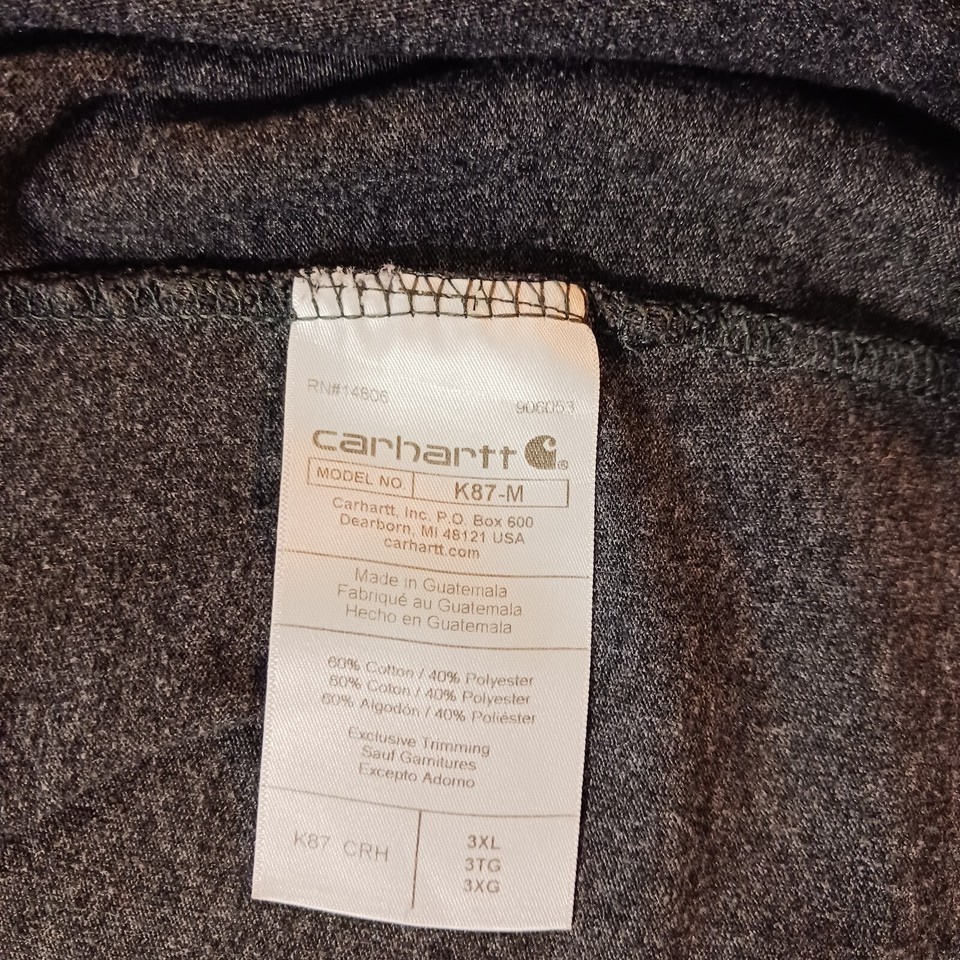 RN#14806 906053
carhartt ®
MODEL NO K87-M
Carhartt, Inc. P.O. Box 600
Dearborn, MI 48121 USA
carhartt.com
Made in Guatemala
Fabriqué au Guatemala
Hecho en Guatemala
60% Cotton / 40% Polyester
60% Coton / 40% Polyester
60% Algodón / 40% Poliéster
Exclusive Trimming
Sauf Garnitures
Excepto Adorno
K87 CRH
3XL
3TG
3XG